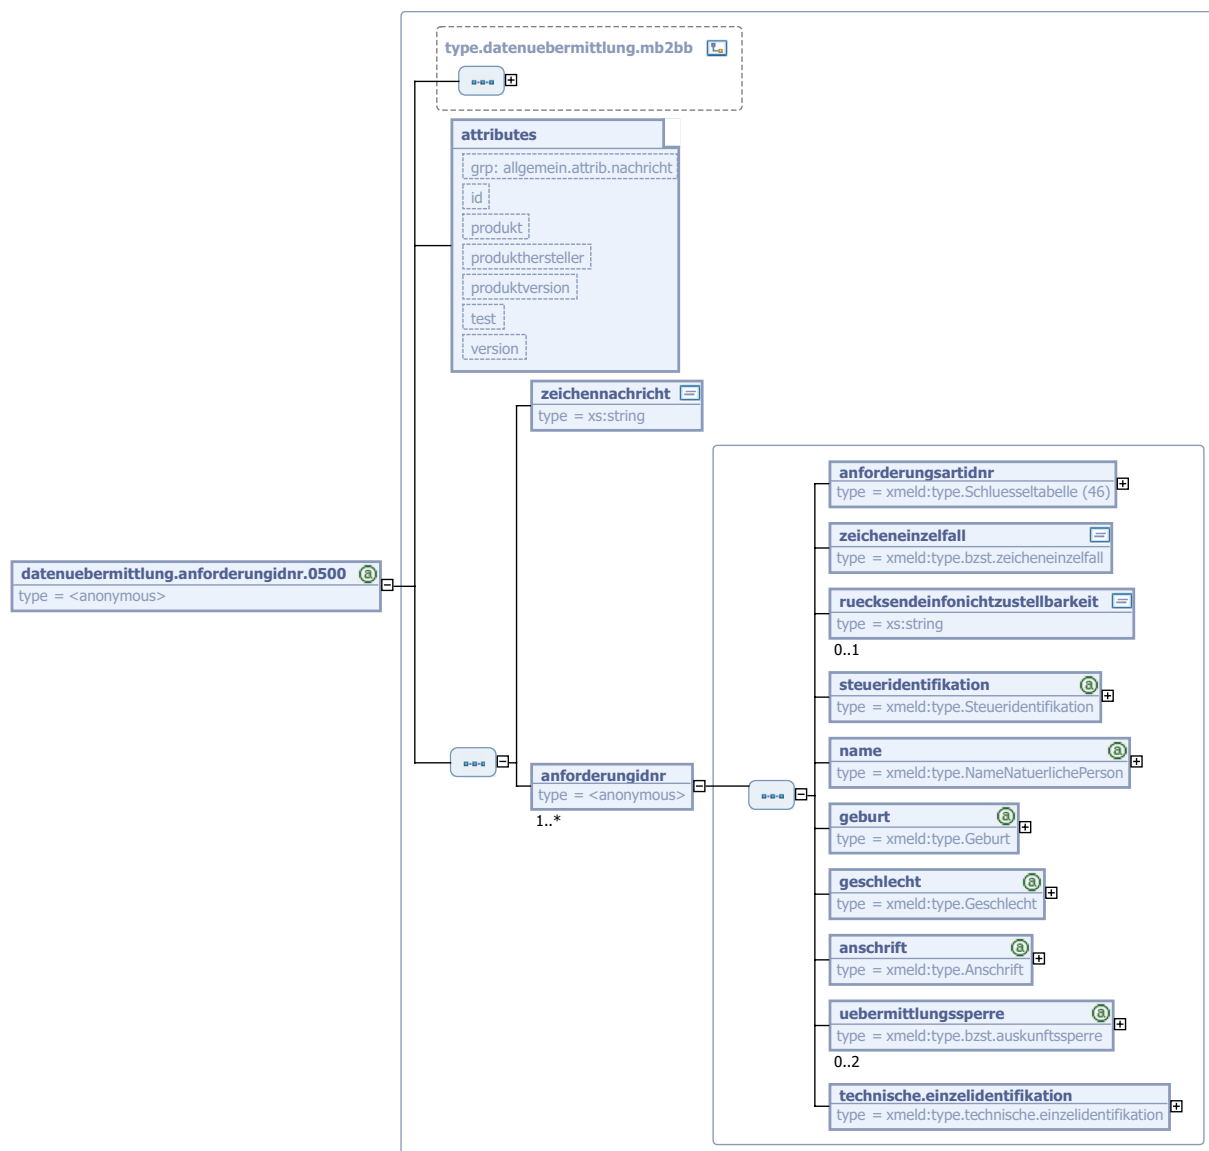 type.datenuebermittlung.mb2bb
attributes
grp: allgemein.attrib.nachricht
id
produkt
produkthersteller
produktversion
test
version
zeichennachricht
type = xs:string
datenuebermittlung.anforderungidnr.0500
type = <anonymous>
anforderungidnr
type = <anonymous>
1..*
anforderungsartidnr
type = xmeld:type.Schluesseltabelle (46)
zeicheneinzelfall
type = xmeld:type.bzst.zeicheneinzelfall
ruecksendeinfonichtzustellbarkeit
type = xs:string
0..1
steueridentifikation
type = xmeld:type.Steueridentifikation
name
type = xmeld:type.NameNatuerlichePerson
geburt
type = xmeld:type.Geburt
geschlecht
type = xmeld:type.Geschlecht
anschrift
type = xmeld:type.Anschrift
uebermittlungssperre
type = xmeld:type.bzst.auskunftssperre
0..2
technische.einzelidentifikation
type = xmeld:type.technische.einzelidentifikation